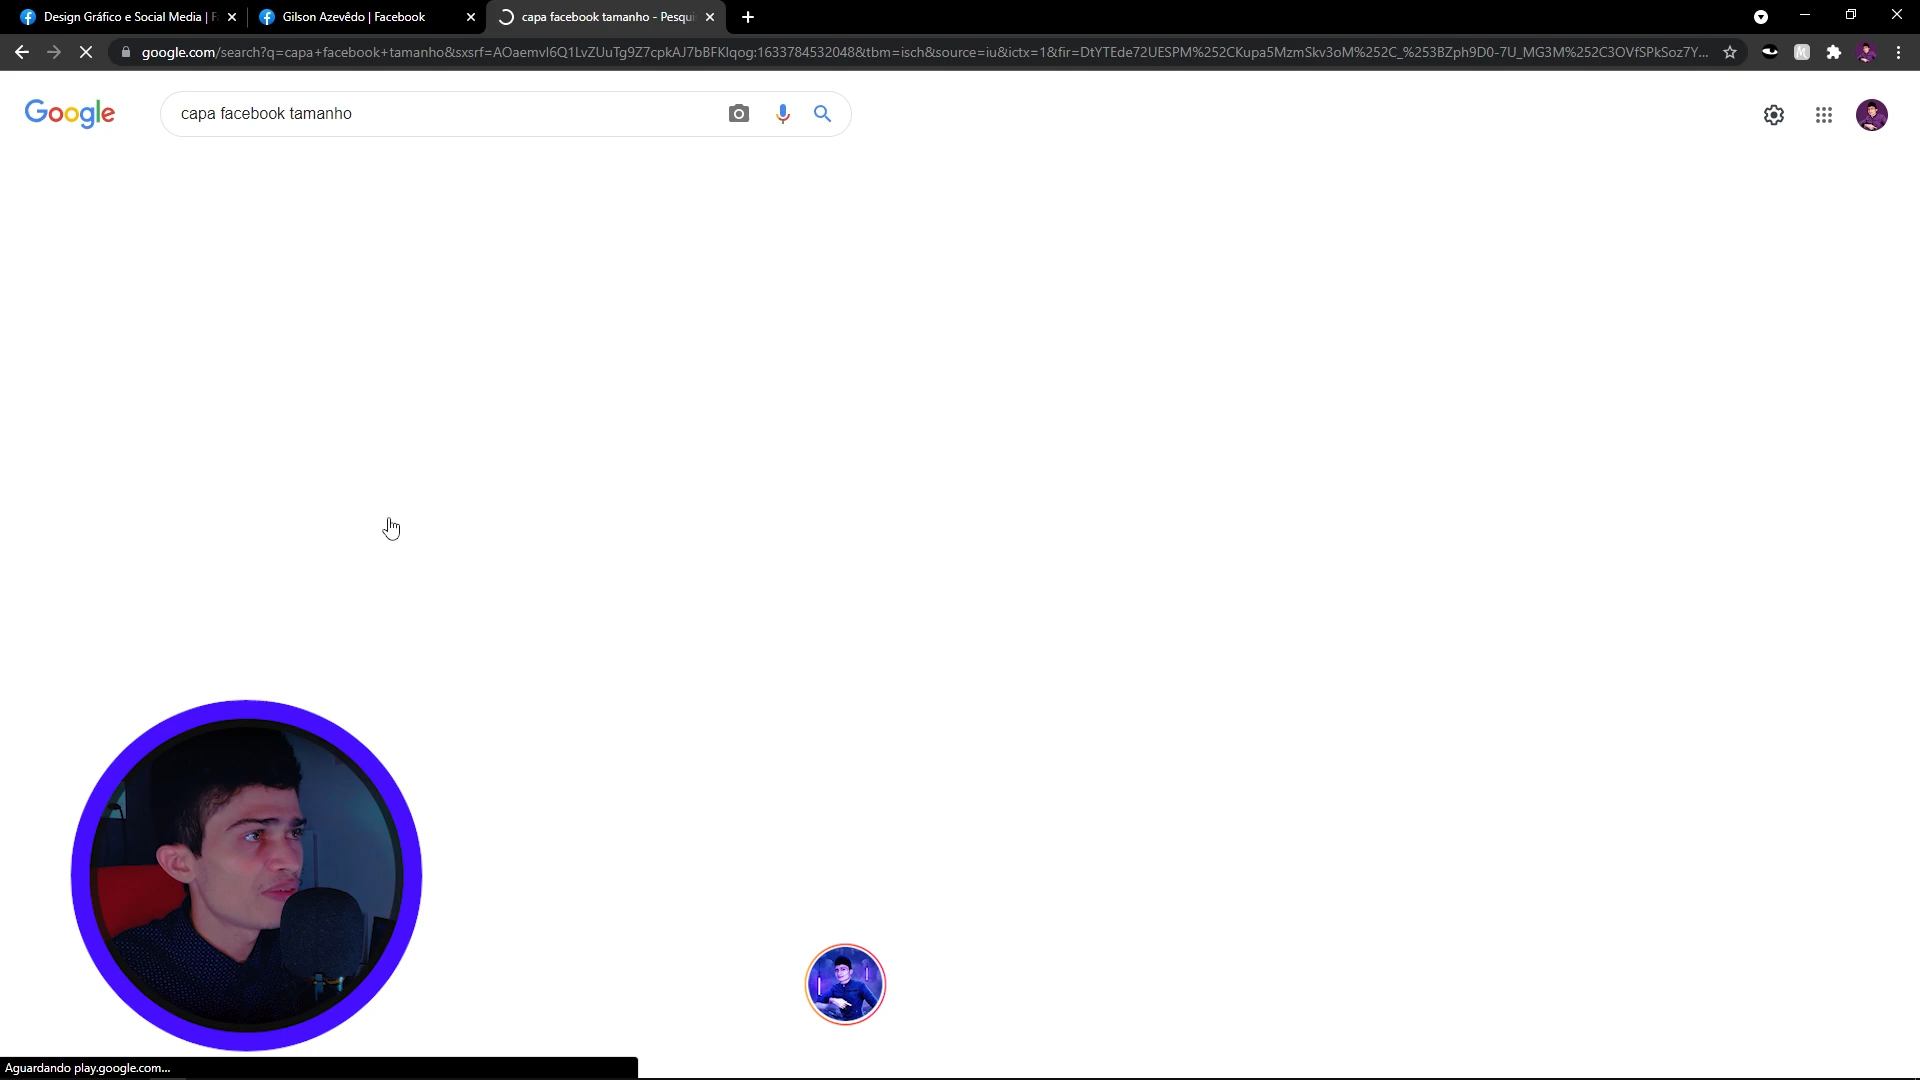 Design Gráfico e Social Media | F
Gilson Azevêdo | Facebook
capa facebook tamanho - Pesqui
google.com/search?q=capa+facebook+tamanho&sxsrf=AOaemvI6Q1LvZUuTg9Z7cpkAJ7bBFKIqog:1633784532048&tbm=isch&source=iu&ictx=1&fir=DtYTEde72UESPM%252CKupa5MzmSkv3oM%252C_%253BZph9D0-7U_MG3M%252C3OVfSPkSoz7Y...
Google
capa facebook tamanho
Aguardando play.google.com...